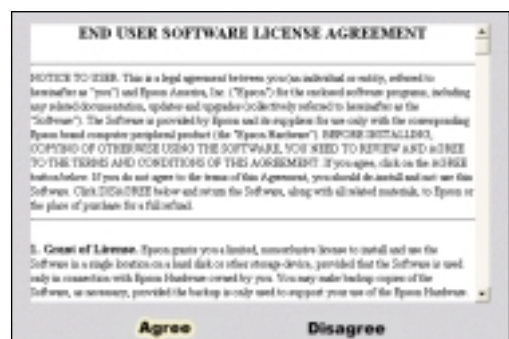 END USER SOFTWARE LICENSE AGREEMENT
NOTICE TO USER: This is a legal agreement between you (an individual or entity, referred to
hereinafter as "you") and Epson America, Inc. ("Epson") for the enclosed software programs, including
any related documentation, updates and upgrades (collectively referred to hereinafter as the
"Software"). The Software is provided by Epson and its suppliers for use only with the corresponding
Epson brand computer peripheral product (the "Epson Hardware"). BEFORE INSTALLING,
COPYING OR OTHERWISE USING THE SOFTWARE, YOU NEED TO REVIEW AND AGREE
TO THE TERMS AND CONDITIONS OF THIS AGREEMENT. If you agree, click on the AGREE
button below. If you do not agree to the terms of this Agreement, you should de-install and not use this
Software. Click DISAGREE below and return the Software, along with all related materials, to Epson or
the place of purchase for a full refund.
1. Grant of License. Epson grants you a limited, nonexclusive license to install and use the
Software in a single location on a hard disk or other storage device, provided that the Software is used
only in connection with Epson Hardware owned by you. You may make backup copies of the
Software, as necessary, provided the backup is only used to support your use of the Epson Hardware.
Agree
Disagree